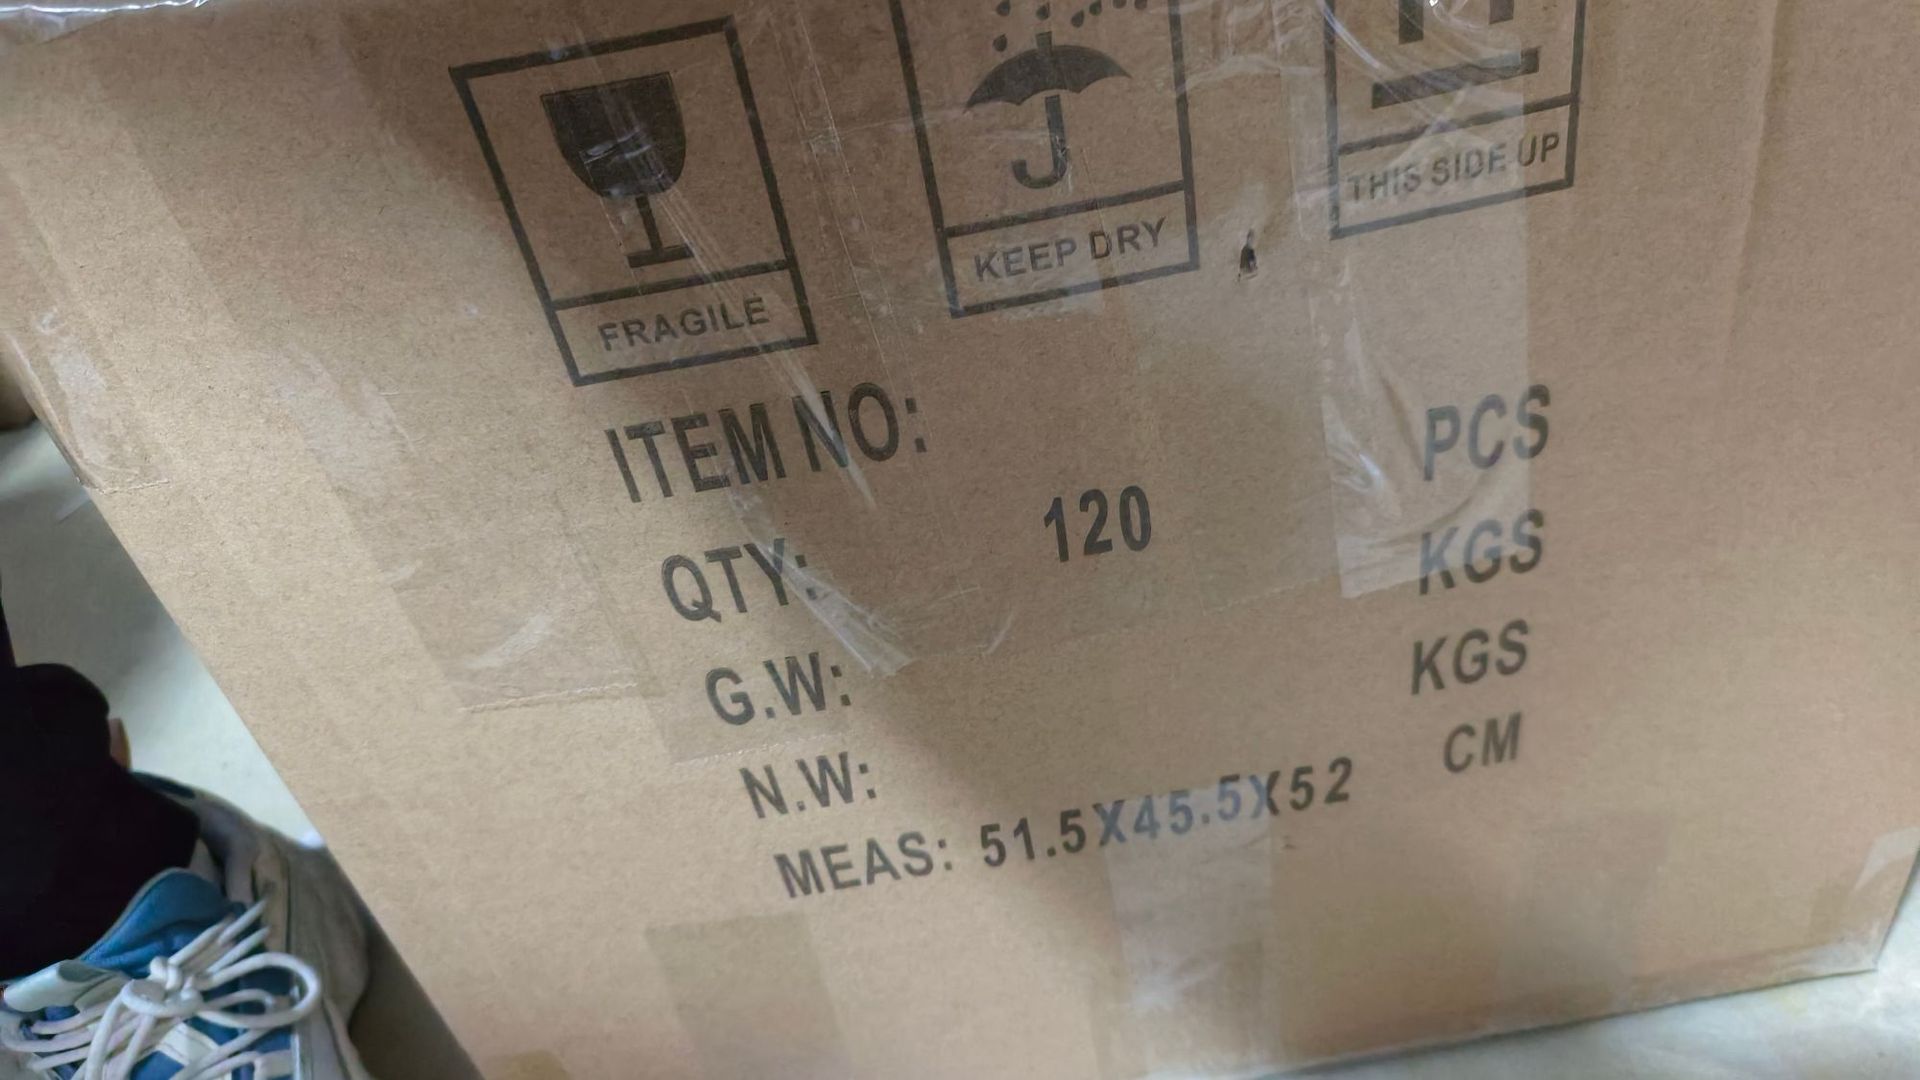 FRAGILE
KEEP DRY
THIS SIDE UP
ITEM NO:
QTY: 120 PCS
G.W: KGS
N.W: KGS
MEAS: 51.5X45.5X52 CM